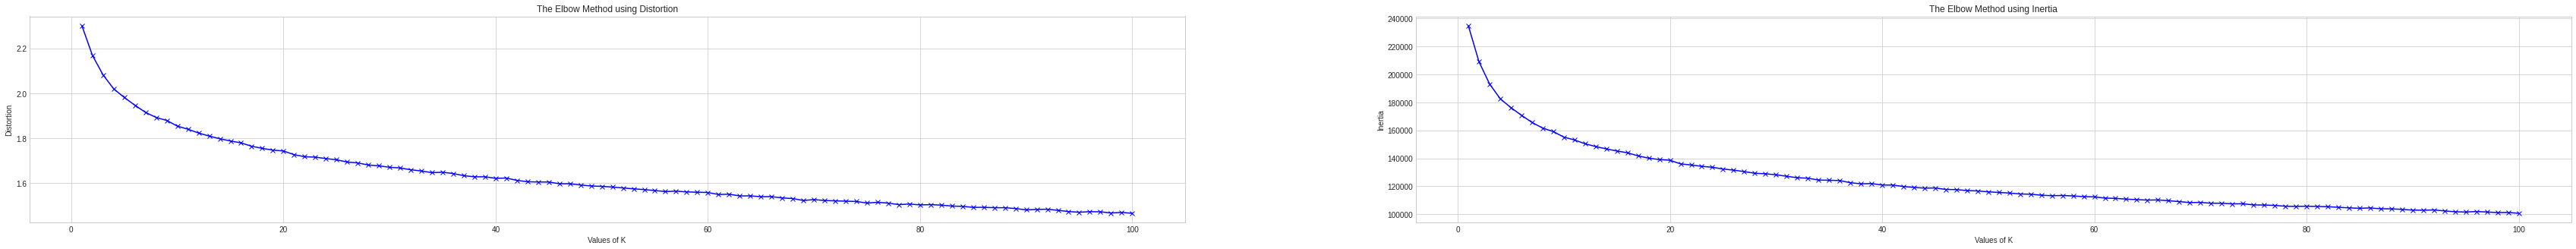 The Elbow Method using Distortion
Distortion
2.2
2.0
1.8
1.6
0 20 40 60 80 100
Values of K
The Elbow Method using Inertia
Inertia
240000
220000
200000
180000
160000
140000
120000
100000
0 20 40 60 80 100
Values of K